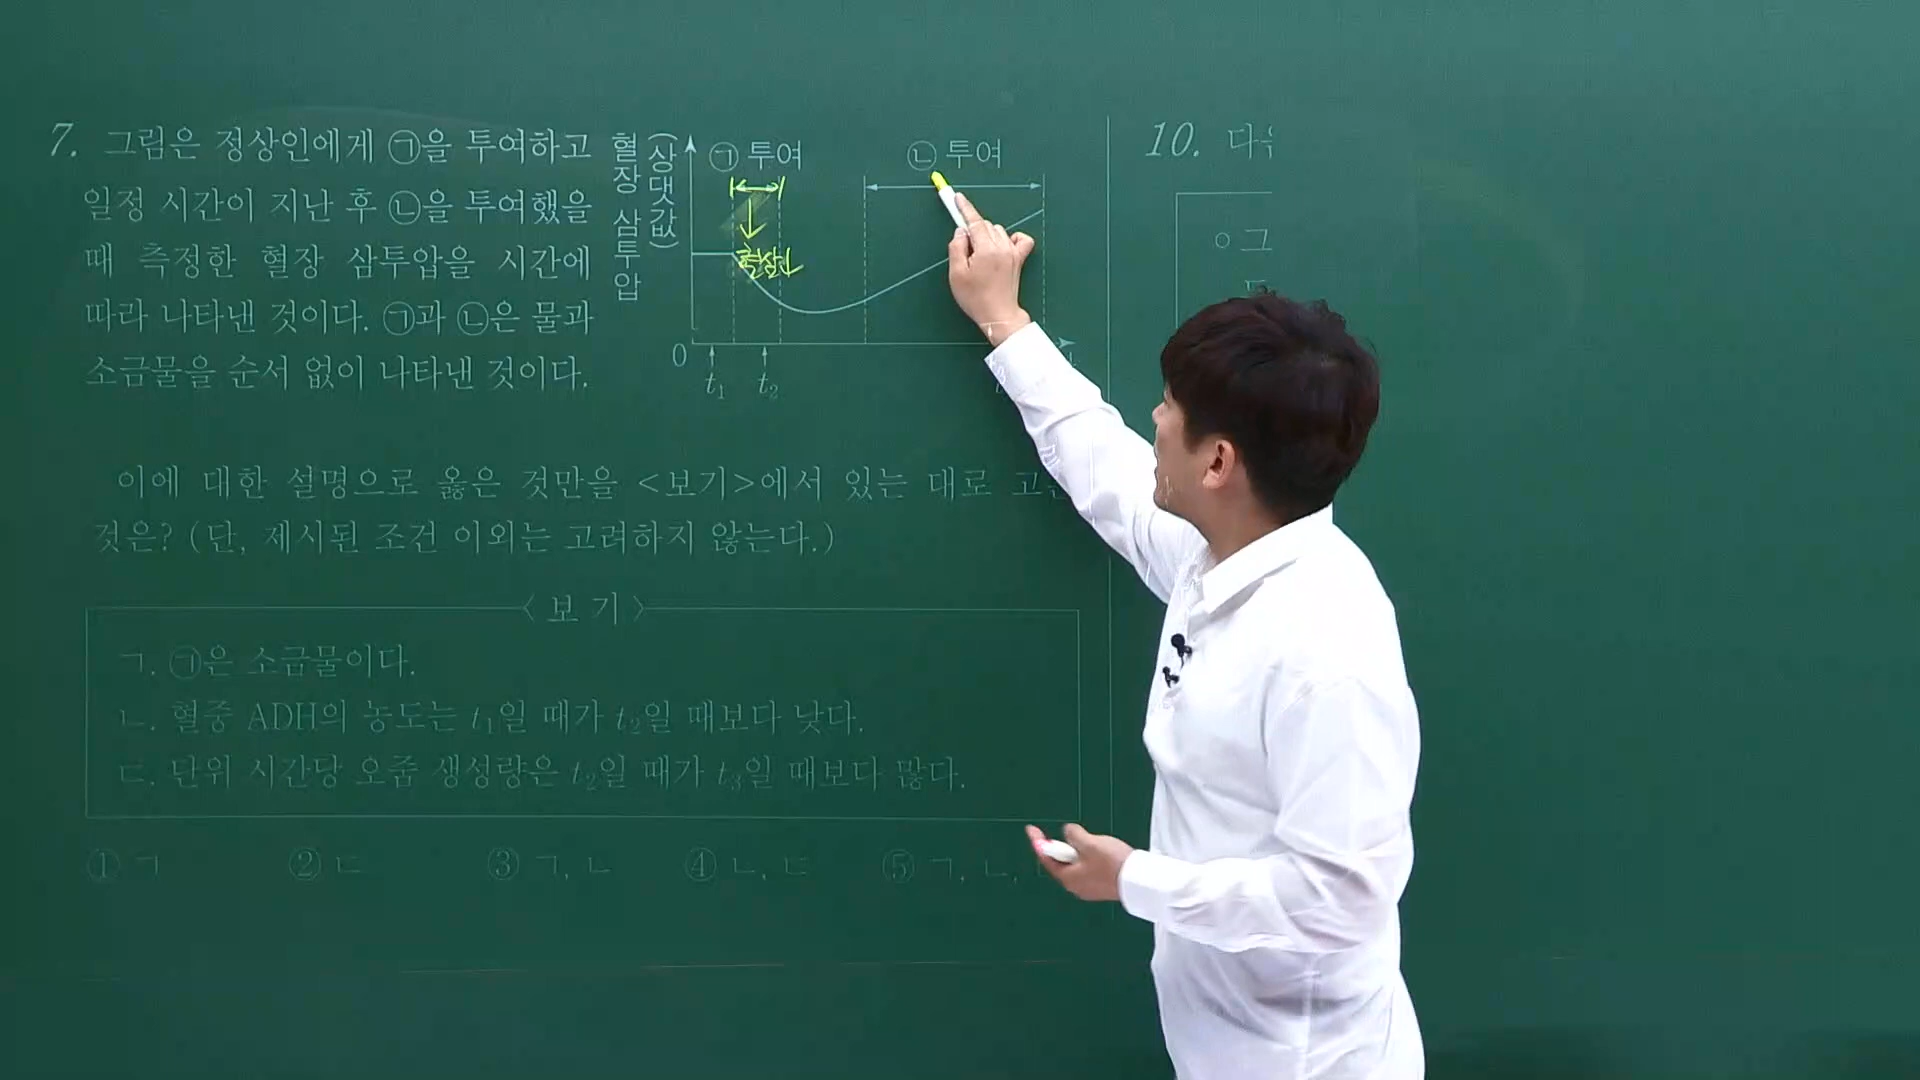 7. 그림은 정상인에게 ㉠을 투여하고
일정 시간이 지난 후 ㉡을 투여했을
때 측정한 혈장 삼투압을 시간에
따라 나타낸 것이다. ㉠과 ㉡은 물과
소금물을 순서 없이 나타낸 것이다.
혈장 삼투압
(상댓값)
㉠ 투여
㉡ 투여
0
t₁
t₂
이에 대한 설명으로 옳은 것만을 <보기>에서 있는 대로
것은? (단, 제시된 조건 이외는 고려하지 않는다.)
<보 기>
ㄱ. ㉠은 소금물이다.
ㄴ. 혈중 ADH의 농도는 t₁일 때가 t₂일 때보다 낮다.
ㄷ. 단위 시간당 오줌 생성량은 t₂일 때가 t₃일 때보다 많다.
① ㄱ ② ㄷ ③ ㄱ, ㄴ ④ ㄴ, ㄷ ⑤ ㄱ, ㄴ,
10.